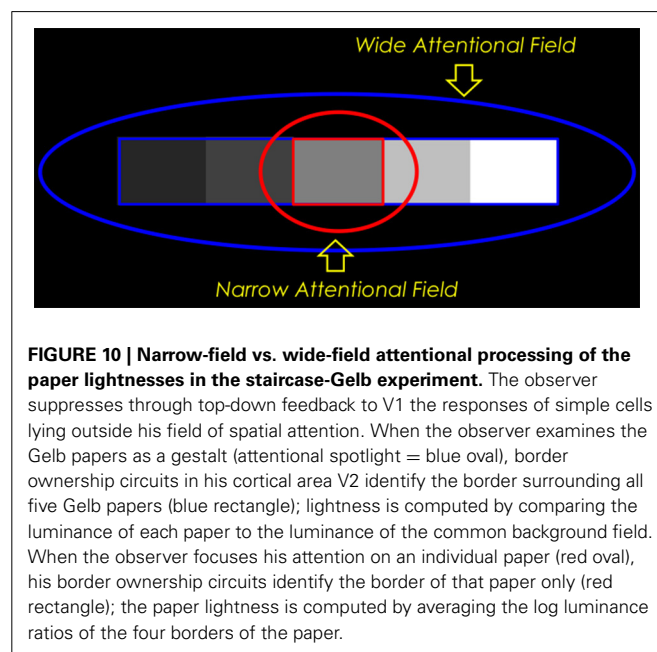 Wide Attentional Field
Narrow Attentional Field
FIGURE 10 | Narrow-field vs. wide-field attentional processing of the
paper lightnesses in the staircase-Gelb experiment. The observer
suppresses through top-down feedback to V1 the responses of simple cells
lying outside his field of spatial attention. When the observer examines the
Gelb papers as a gestalt (attentional spotlight = blue oval), border
ownership circuits in his cortical area V2 identify the border surrounding all
five Gelb papers (blue rectangle); lightness is computed by comparing the
luminance of each paper to the luminance of the common background field.
When the observer focuses his attention on an individual paper (red oval),
his border ownership circuits identify the border of that paper only (red
rectangle); the paper lightness is computed by averaging the log luminance
ratios of the four borders of the paper.